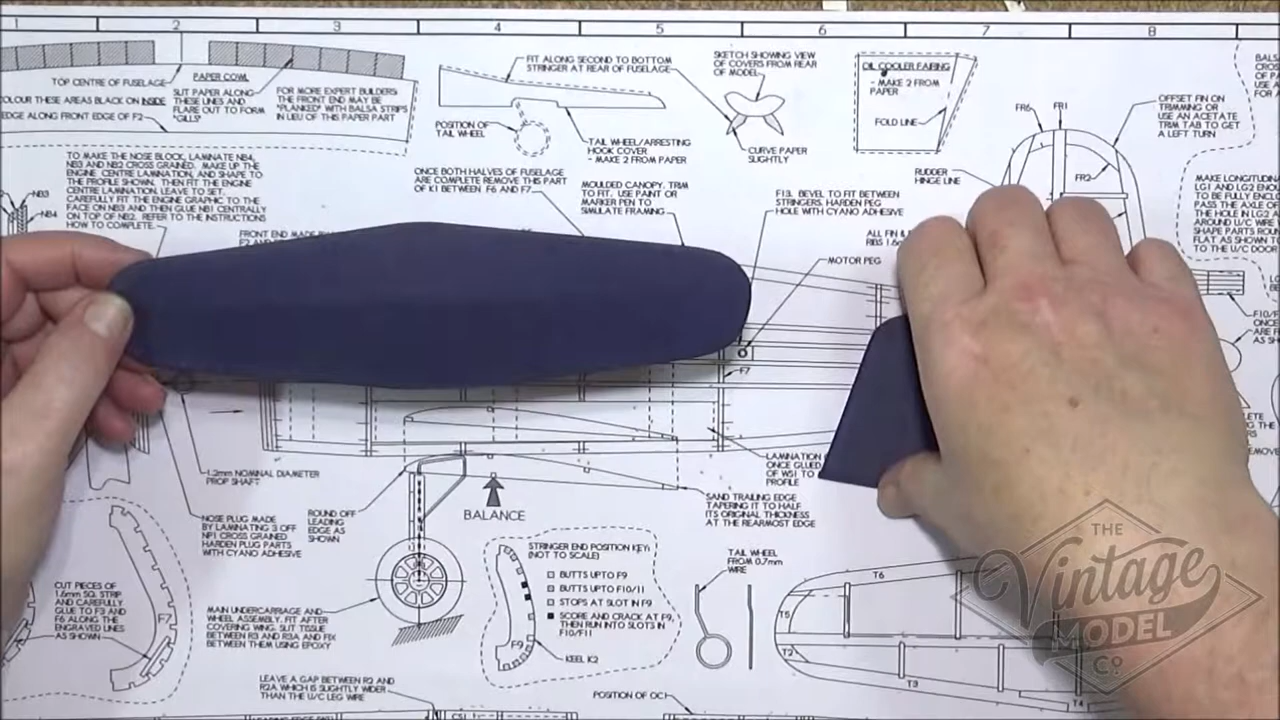 1 2 3 4 5 6 7 8
TOP CENTRE OF FUSELAGE
PAPER COWL
SLIT PAPER ALONG
THESE LINES AND
FLARE OUT TO FORM
"GILLS"
FOR MORE EXPERT BUILDERS
THE FRONT END MAY BE
"PLANKED" WITH BALSA STRIPS
IN LIEU OF THIS PAPER PART
COLOUR THESE AREAS BLACK ON INSIDE
EDGE ALONG FRONT EDGE OF F2
FIT ALONG SECOND TO BOTTOM
STRINGER AT REAR OF FUSELAGE
POSITION OF
TAIL WHEEL
TAIL WHEEL/ARRESTING
HOOK COVER
- MAKE 2 FROM PAPER
SKETCH SHOWING VIEW
OF COVERS FROM REAR
OF MODEL
CURVE PAPER
SLIGHTLY
OIL COOLER FAIRING
- MAKE 2 FROM
PAPER
FOLD LINE
FR6
FR1
FR2
OFFSET FIN ON
TRIMMING OR
USE AN ACETATE
TRIM TAB TO GET
A LEFT TURN
RUDDER
HINGE LINE
TO MAKE THE NOSE BLOCK, LAMINATE NB4,
NB3 AND NB2 CROSS GRAINED. MAKE UP THE
ENGINE CENTRE LAMINATION, AND SHAPE TO
THE PROFILE SHOWN. THEN FIT THE ENGINE
CENTRE LAMINATION, LEAVE TO SET.
CAREFULLY FIT THE ENGINE GRAPHIC TO THE
FACE ON NB3 AND THEN GLUE NB1 CENTRALLY
ON TOP OF NB2. REFER TO THE INSTRUCTIONS
HOW TO COMPLETE.
NB3
NB4
FRONT END MADE
ONCE BOTH HALVES OF FUSELAGE
ARE COMPLETE REMOVE THIS PART
OF K1 BETWEEN F6 AND F7
MOULDED CANOPY. TRIM
TO FIT. USE PAINT OR
MARKER PEN TO
SIMULATE FRAMING
F13. BEVEL TO FIT BETWEEN
STRINGERS. HARDEN PEG
HOLE WITH CYANO ADHESIVE
MOTOR PEG
F7
1.2mm NOMINAL DIAMETER
PROP SHAFT
NOSE PLUG MADE
BY LAMINATING 3 OFF
NP1 CROSS GRAINED
HARDEN PLUG PARTS
WITH CYANO ADHESIVE
ROUND OFF
LEADING
EDGE AS
SHOWN
BALANCE
LAMINATION
ONCE GLUED
OF WS1 TO
PROFILE
SAND TRAILING EDGE
TAPERING IT TO HALF
ITS ORIGINAL THICKNESS
AT THE REARMOST EDGE
CUT PIECES OF
1.6mm SQ. STRIP
AND CAREFULLY
GLUE TO F3 AND
F6 ALONG THE
ENGRAVED LINES
AS SHOWN
F7
MAIN UNDERCARRIAGE AND
WHEEL ASSEMBLY. FIT AFTER
COVERING WING. SLIT TISSUE
BETWEEN R3 AND R3A AND FIX
BETWEEN THEM USING EPOXY
STRINGER END POSITION KEY:
(NOT TO SCALE)
BUTTS UP TO F9
BUTTS UP TO F10/11
STOPS AT SLOT IN F9
SCORE AND CRACK AT F9,
THEN RUN INTO SLOTS IN
F10/F11
F9
KEEL K2
TAIL WHEEL
FROM 0.7mm
WIRE
T6
T5
T2
T3
T4
LEAVE A GAP BETWEEN R2 AND
R2A WHICH IS SLIGHTLY WIDER
THAN THE U/C LEG WIRE
POSITION OF OC1
THE
Vintage
MODEL
CO